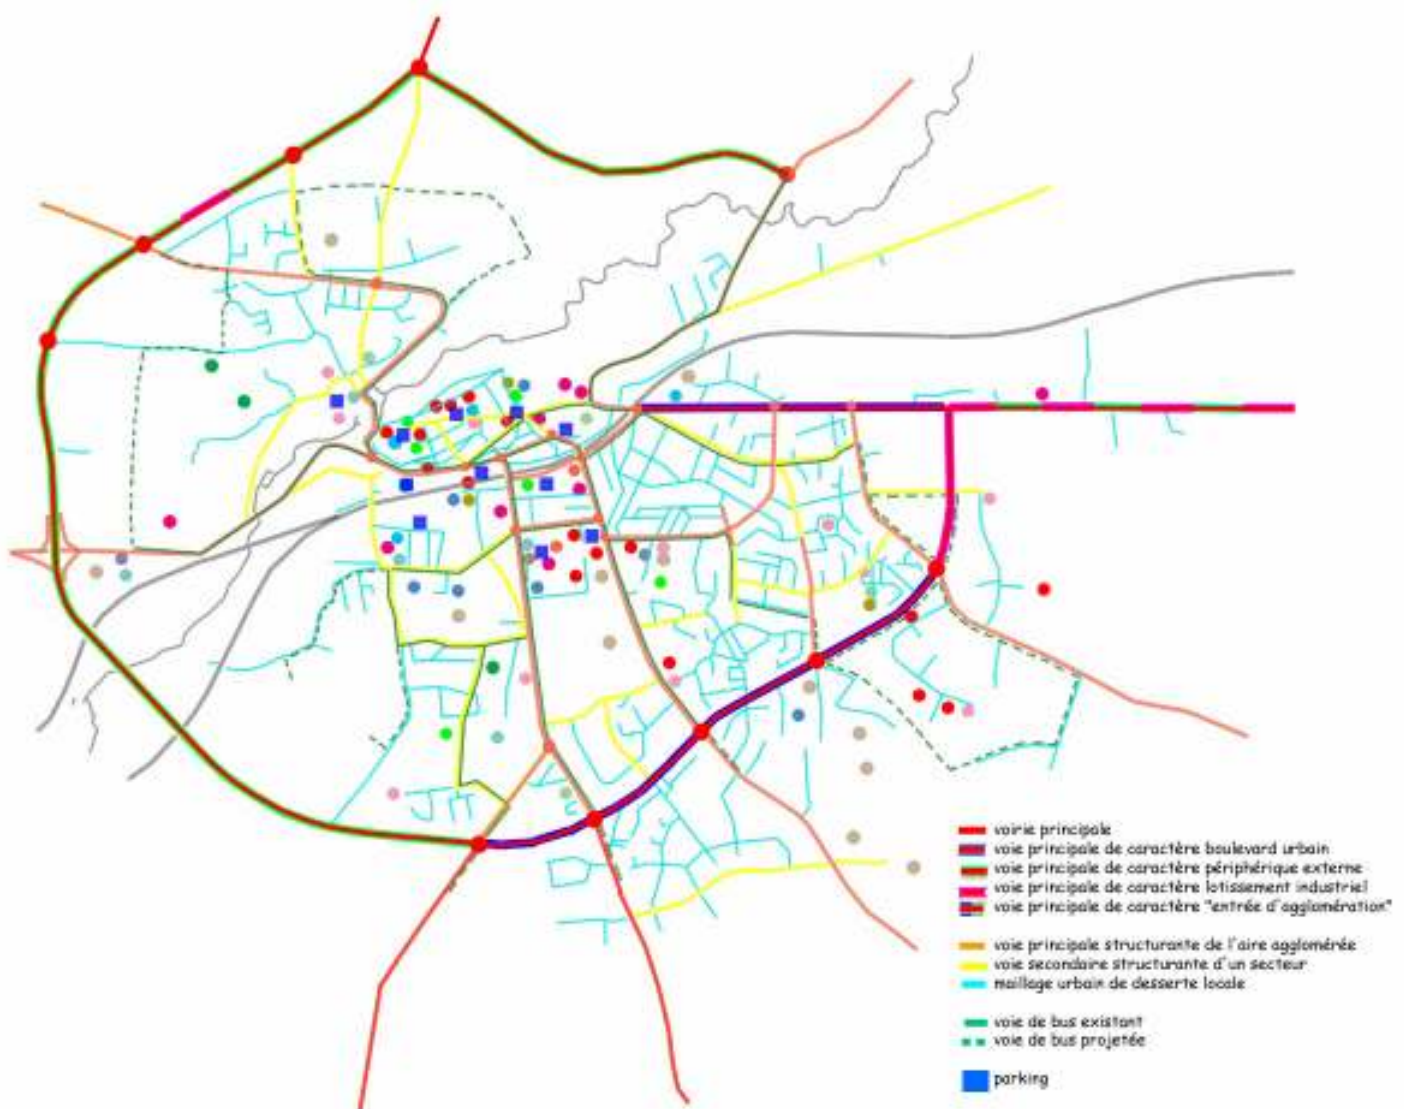 voirie principale
voie principale de caractère boulevard urbain
voie principale de caractère périphérique externe
voie principale de caractère lotissement industriel
voie principale de caractère "entrée d'agglomération"
voie principale structurante de l'aire agglomérée
voie secondaire structurante d'un secteur
maillage urbain de desserte locale
voie de bus existant
voie de bus projetée
parking